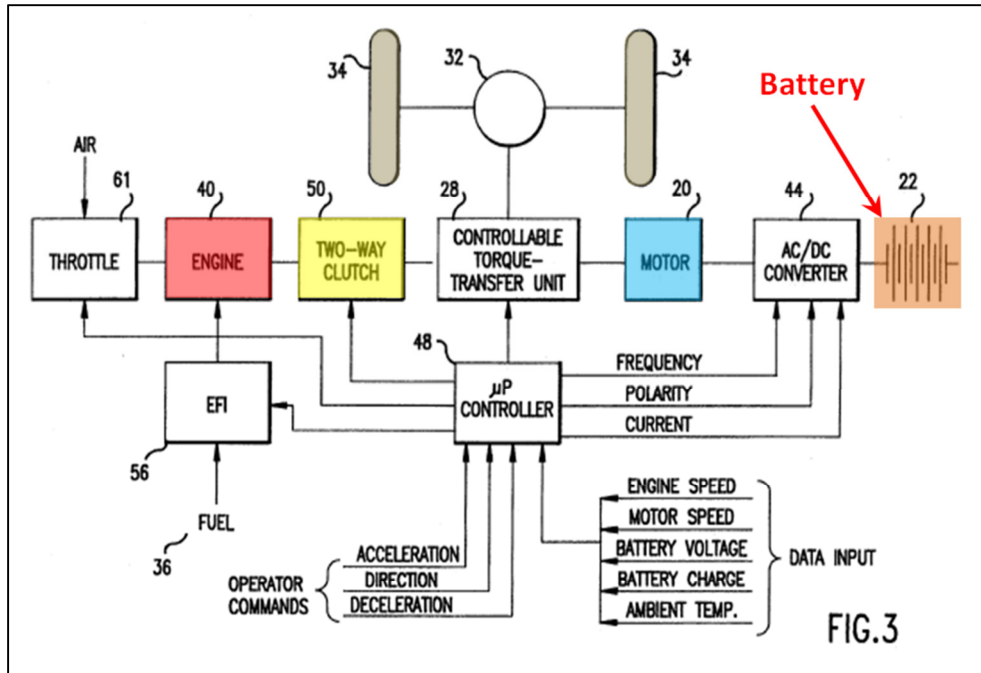 34
32
34
Battery
AIR
61
40
50
28
20
44
22
THROTTLE
ENGINE
TWO-WAY
CLUTCH
CONTROLLABLE
TORQUE-
TRANSFER UNIT
MOTOR
AC/DC
CONVERTER
48
FREQUENCY
EFI
µP
CONTROLLER
POLARITY
CURRENT
56
FUEL
36
ENGINE SPEED
MOTOR SPEED
BATTERY VOLTAGE
BATTERY CHARGE
AMBIENT TEMP.
DATA INPUT
OPERATOR
COMMANDS
ACCELERATION
DIRECTION
DECELERATION
FIG.3